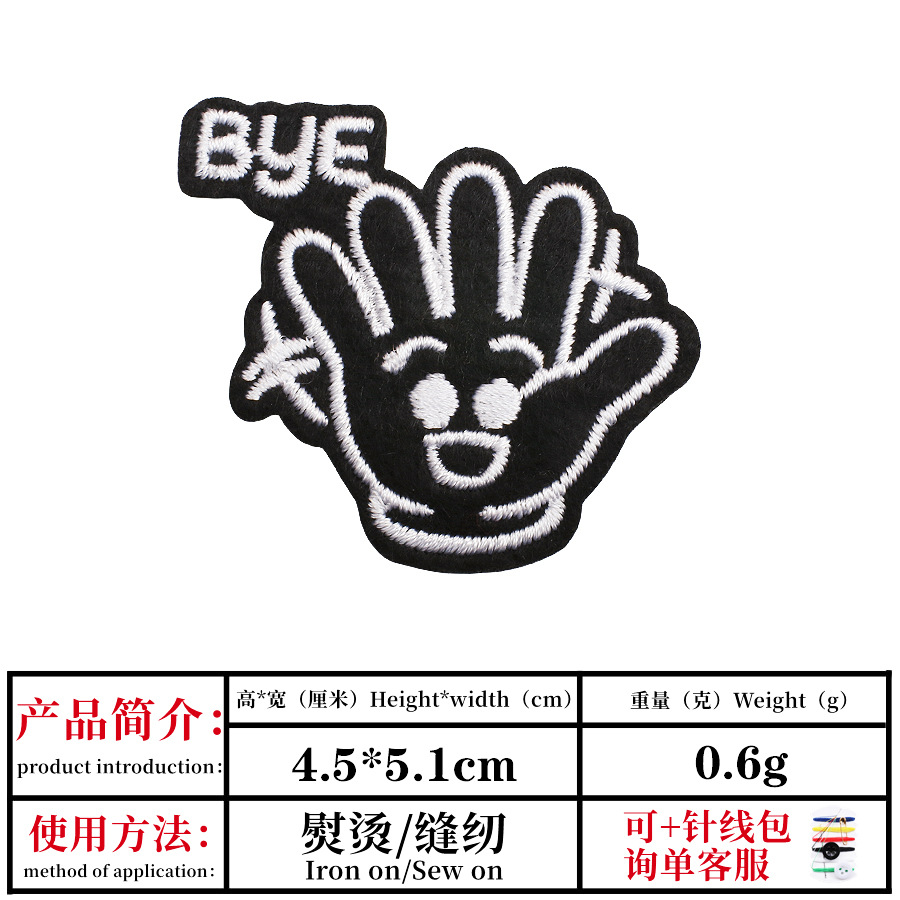 BYE
产品简介：
product introduction：
高*宽（厘米）Height*width（cm）
4.5*5.1cm
重量（克）Weight（g）
0.6g
使用方法：
method of application：
熨烫/缝纫
Iron on/Sew on
可+针线包
询单客服